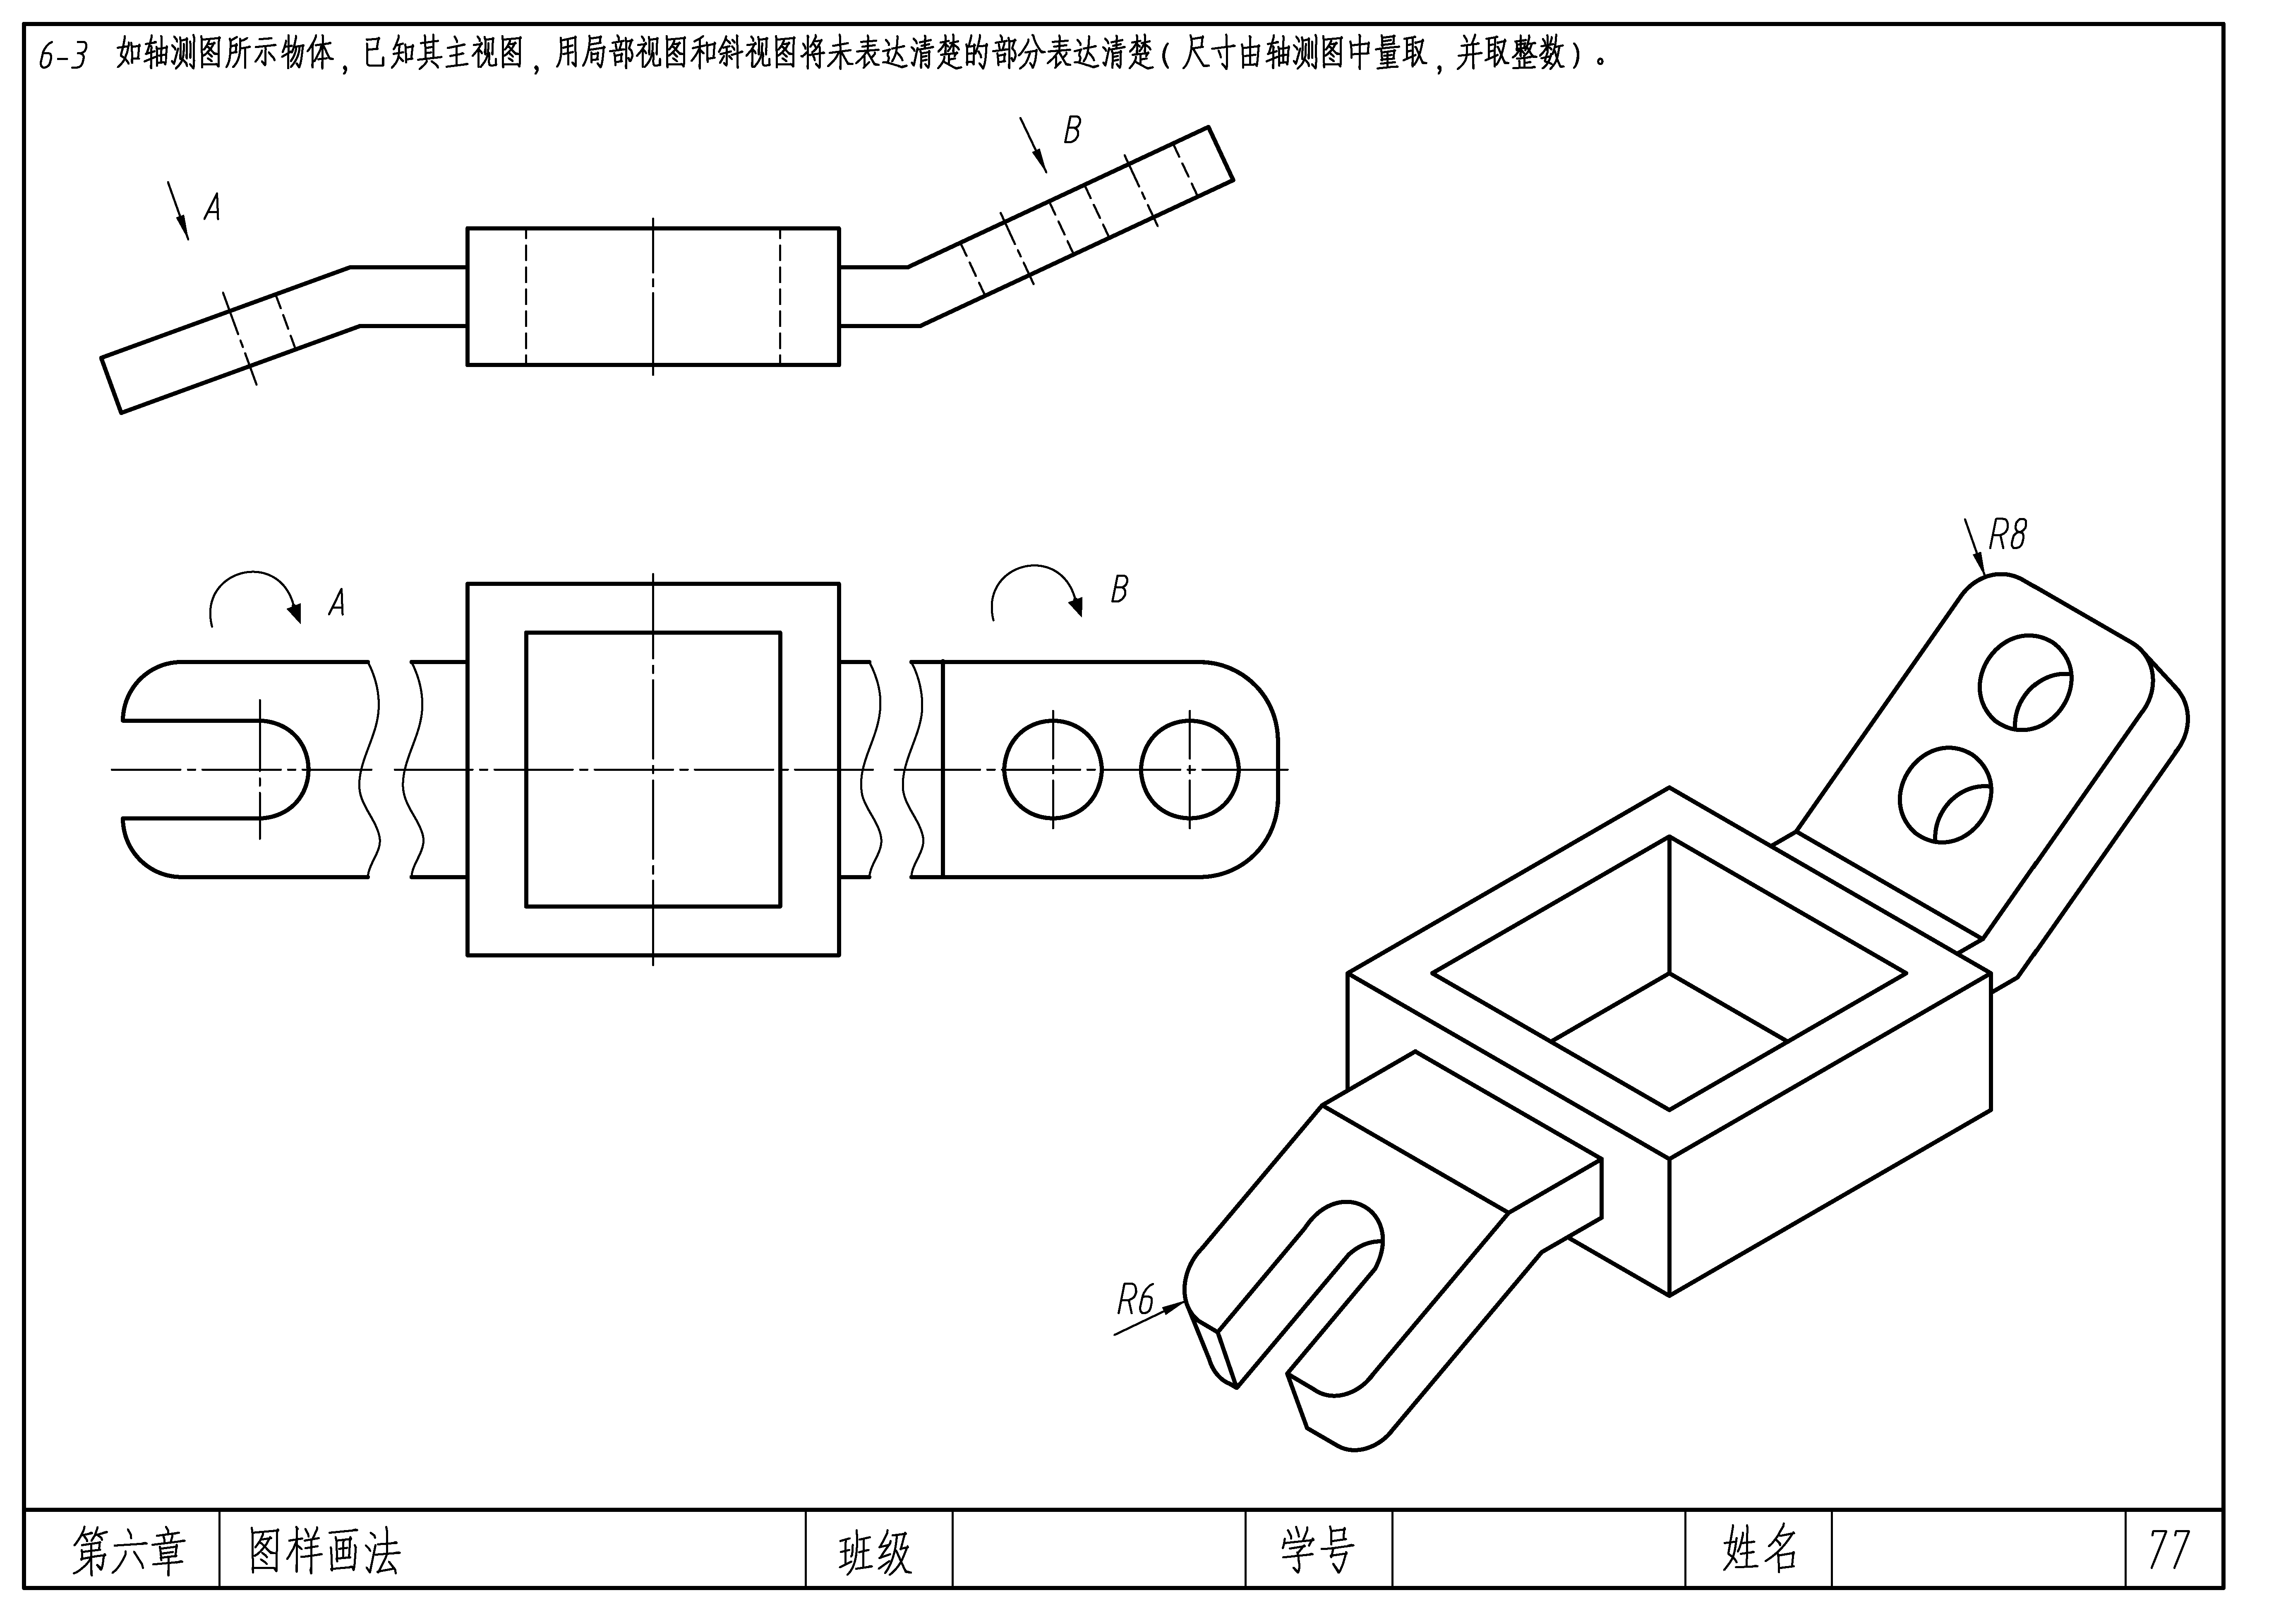 6-3 如轴测图所示物体，已知其主视图，用局部视图和斜视图将未表达清楚的部分表达清楚(尺寸由轴测图中量取，并取整数)。
B
A
A
B
R8
R6
第六章 图样画法 班级 学号 姓名 77